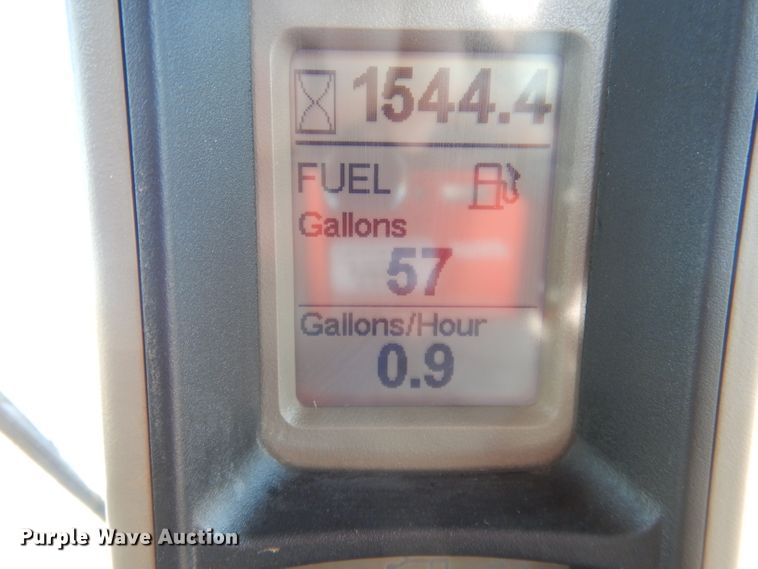 1544.4
FUEL
Gallons
57
Gallons/Hour
0.9
Purple Wave Auction